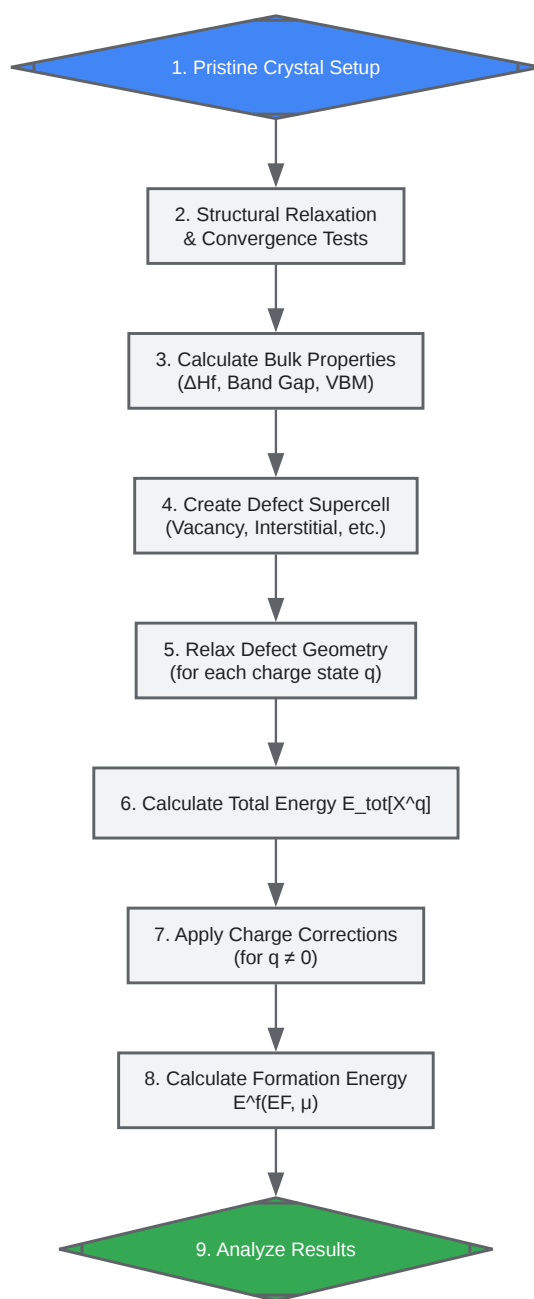 1. Pristine Crystal Setup
2. Structural Relaxation
& Convergence Tests
3. Calculate Bulk Properties
(ΔHf, Band Gap, VBM)
4. Create Defect Supercell
(Vacancy, Interstitial, etc.)
5. Relax Defect Geometry
(for each charge state q)
6. Calculate Total Energy E_tot[X^q]
7. Apply Charge Corrections
(for q ≠ 0)
8. Calculate Formation Energy
E^f(EF, μ)
9. Analyze Results